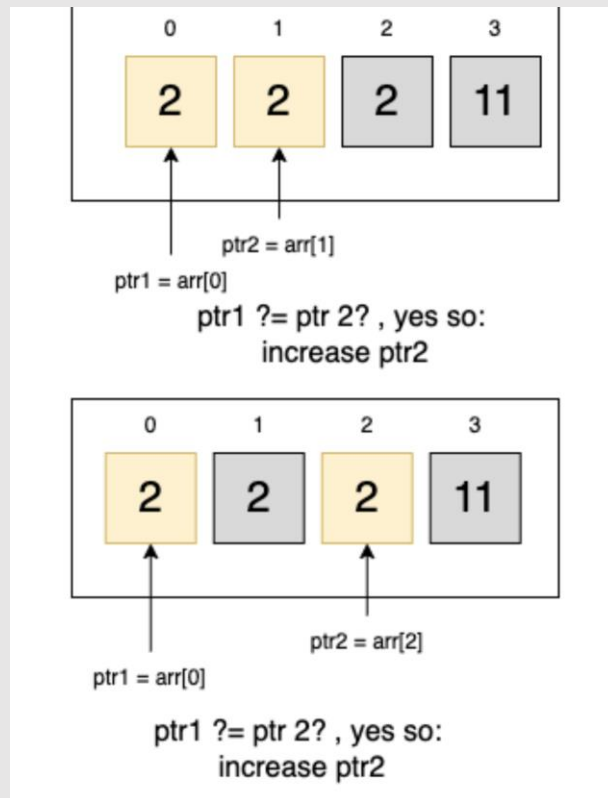 0 1 2 3
2 2 2 11
ptr2 = arr[1]
ptr1 = arr[0]
ptr1 ?= ptr 2? , yes so:
increase ptr2
0 1 2 3
2 2 2 11
ptr2 = arr[2]
ptr1 = arr[0]
ptr1 ?= ptr 2? , yes so:
increase ptr2